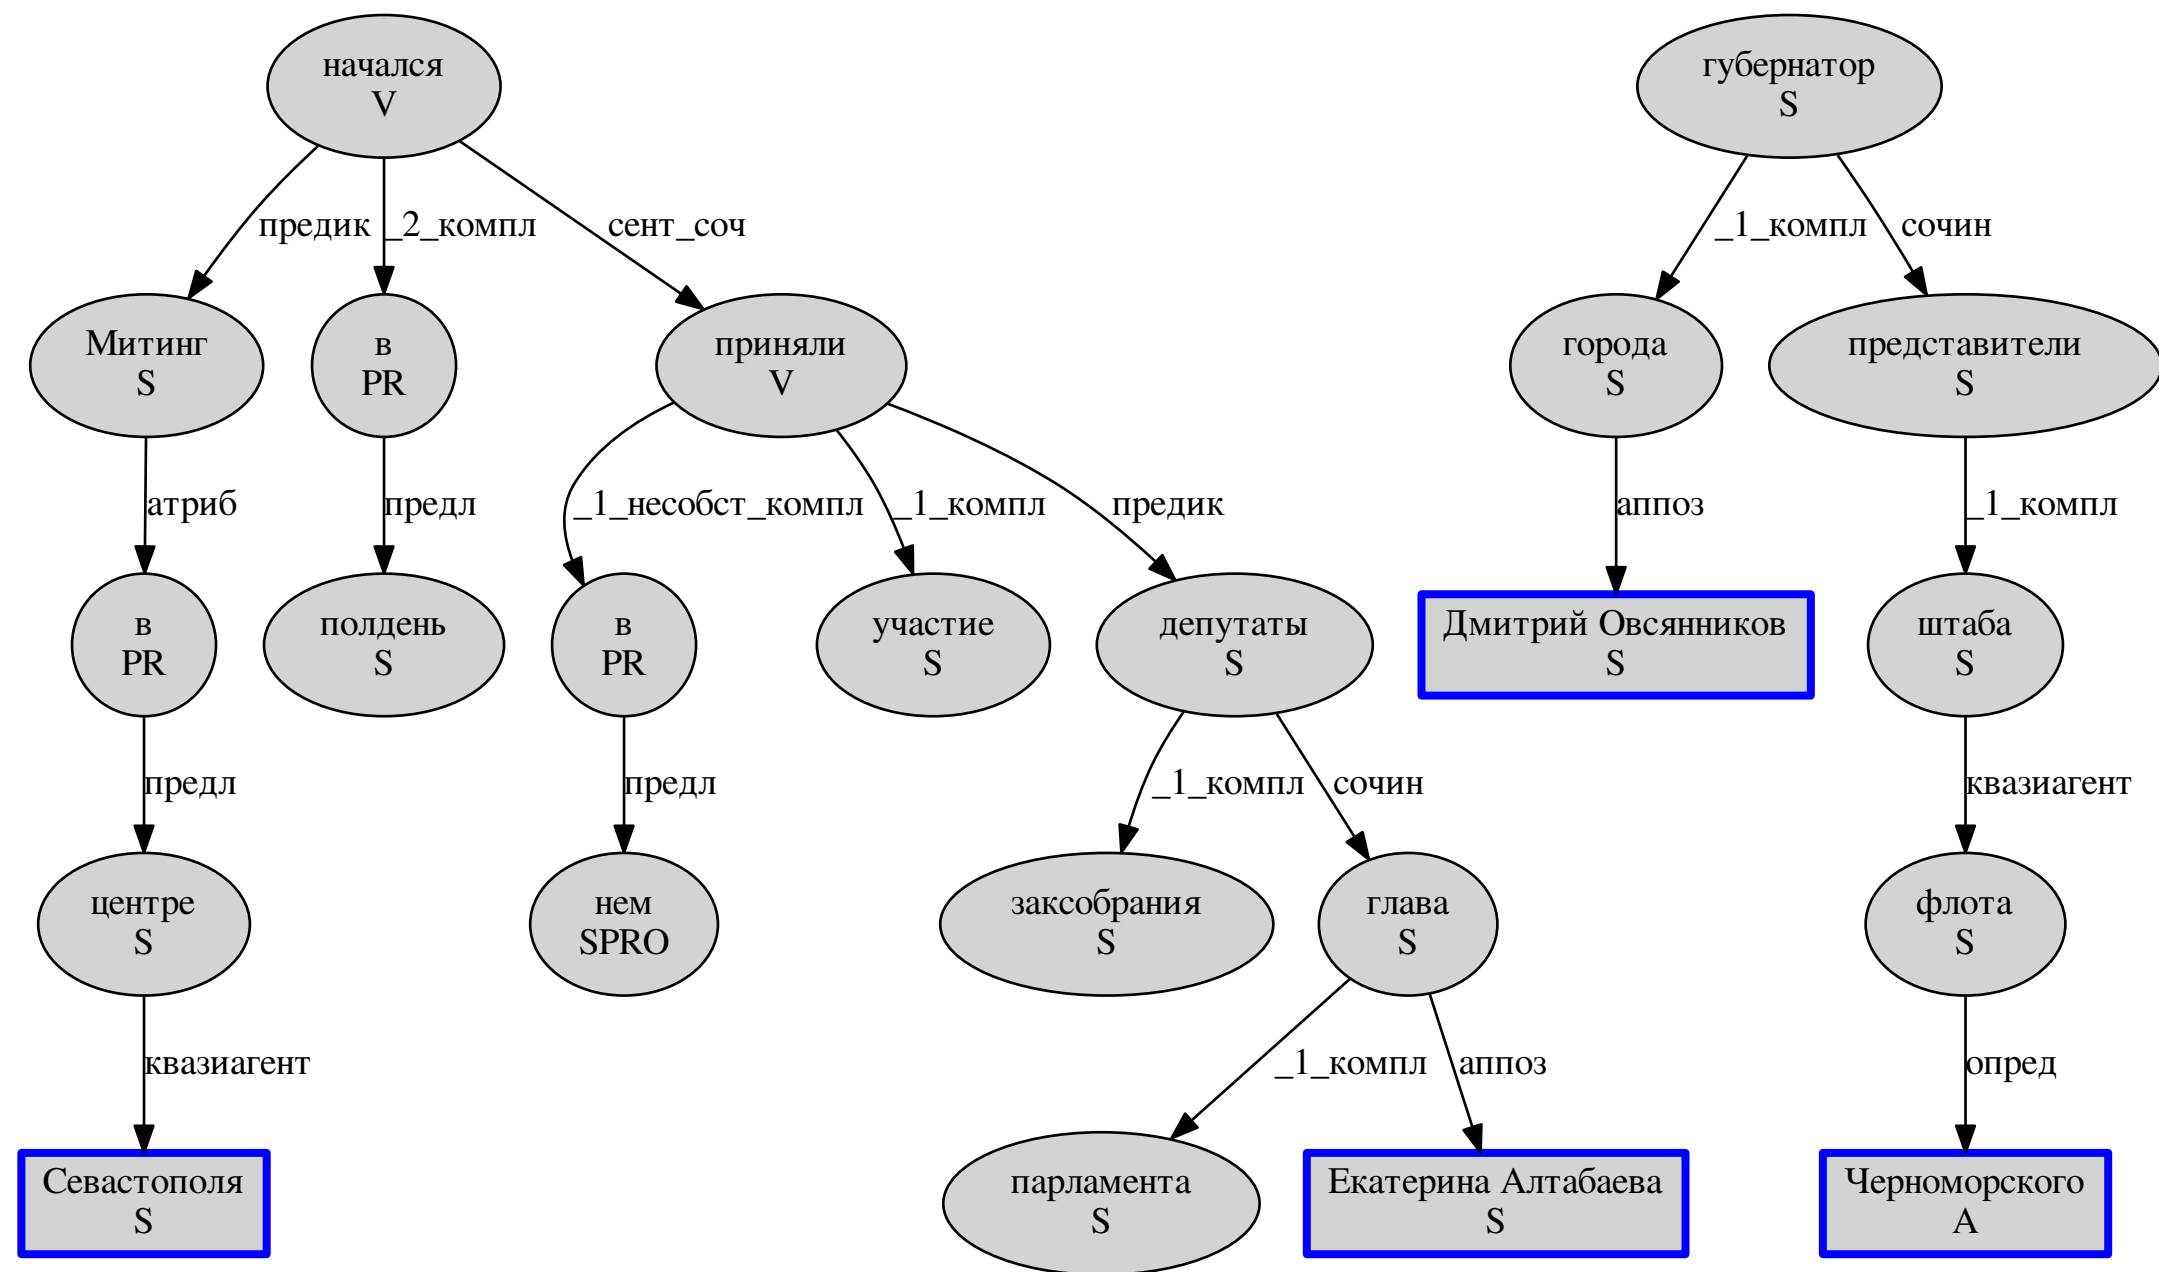 начался
V
губернатор
S
предик
_2_компл
сент_соч
_1_компл
сочин
Митинг
S
в
PR
приняли
V
города
S
представители
S
атриб
предл
_1_несобст_компл
_1_компл
предик
аппоз
_1_компл
в
PR
полдень
S
в
PR
участие
S
депутаты
S
Дмитрий Овсянников
S
штаба
S
предл
предл
_1_компл
сочин
квазиагент
центре
S
нем
SPRO
заксобрания
S
глава
S
флота
S
квазиагент
_1_компл
аппоз
опред
Севастополя
S
парламента
S
Екатерина Алтабаева
S
Черноморского
A